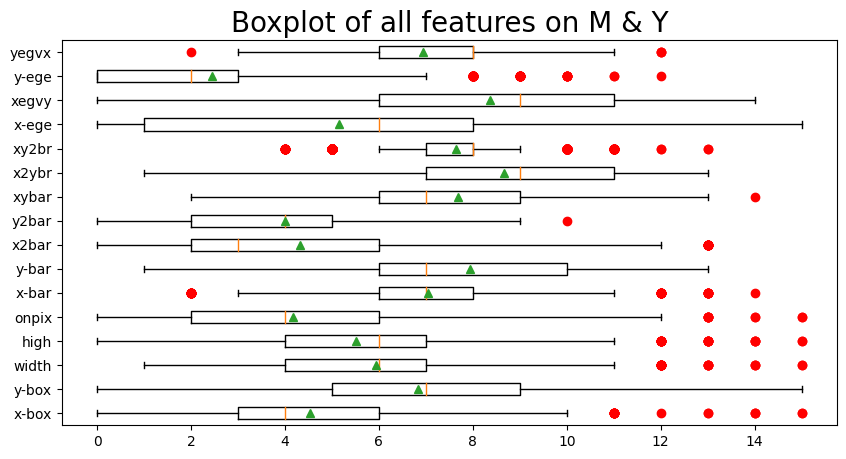 Boxplot of all features on M & Y
yegvx
y-ege
xegvy
x-ege
xy2br
x2ybr
xybar
y2bar
x2bar
y-bar
x-bar
onpix
high
width
y-box
x-box
0 2 4 6 8 10 12 14